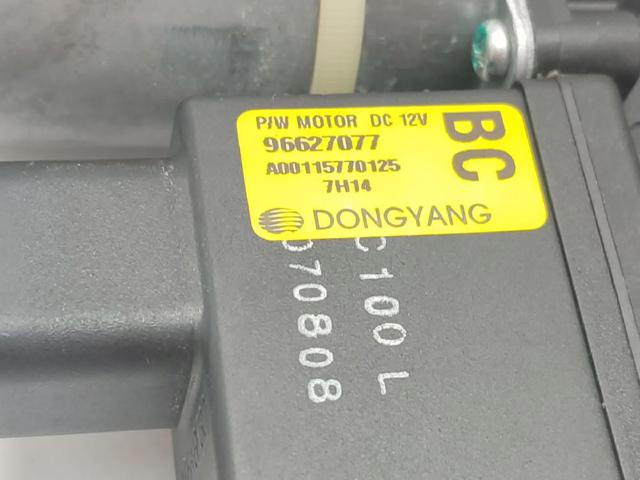 P/W MOTOR DC 12V
96627077
A00115770125
7H14
DONGYANG
BC
C100 L
070808